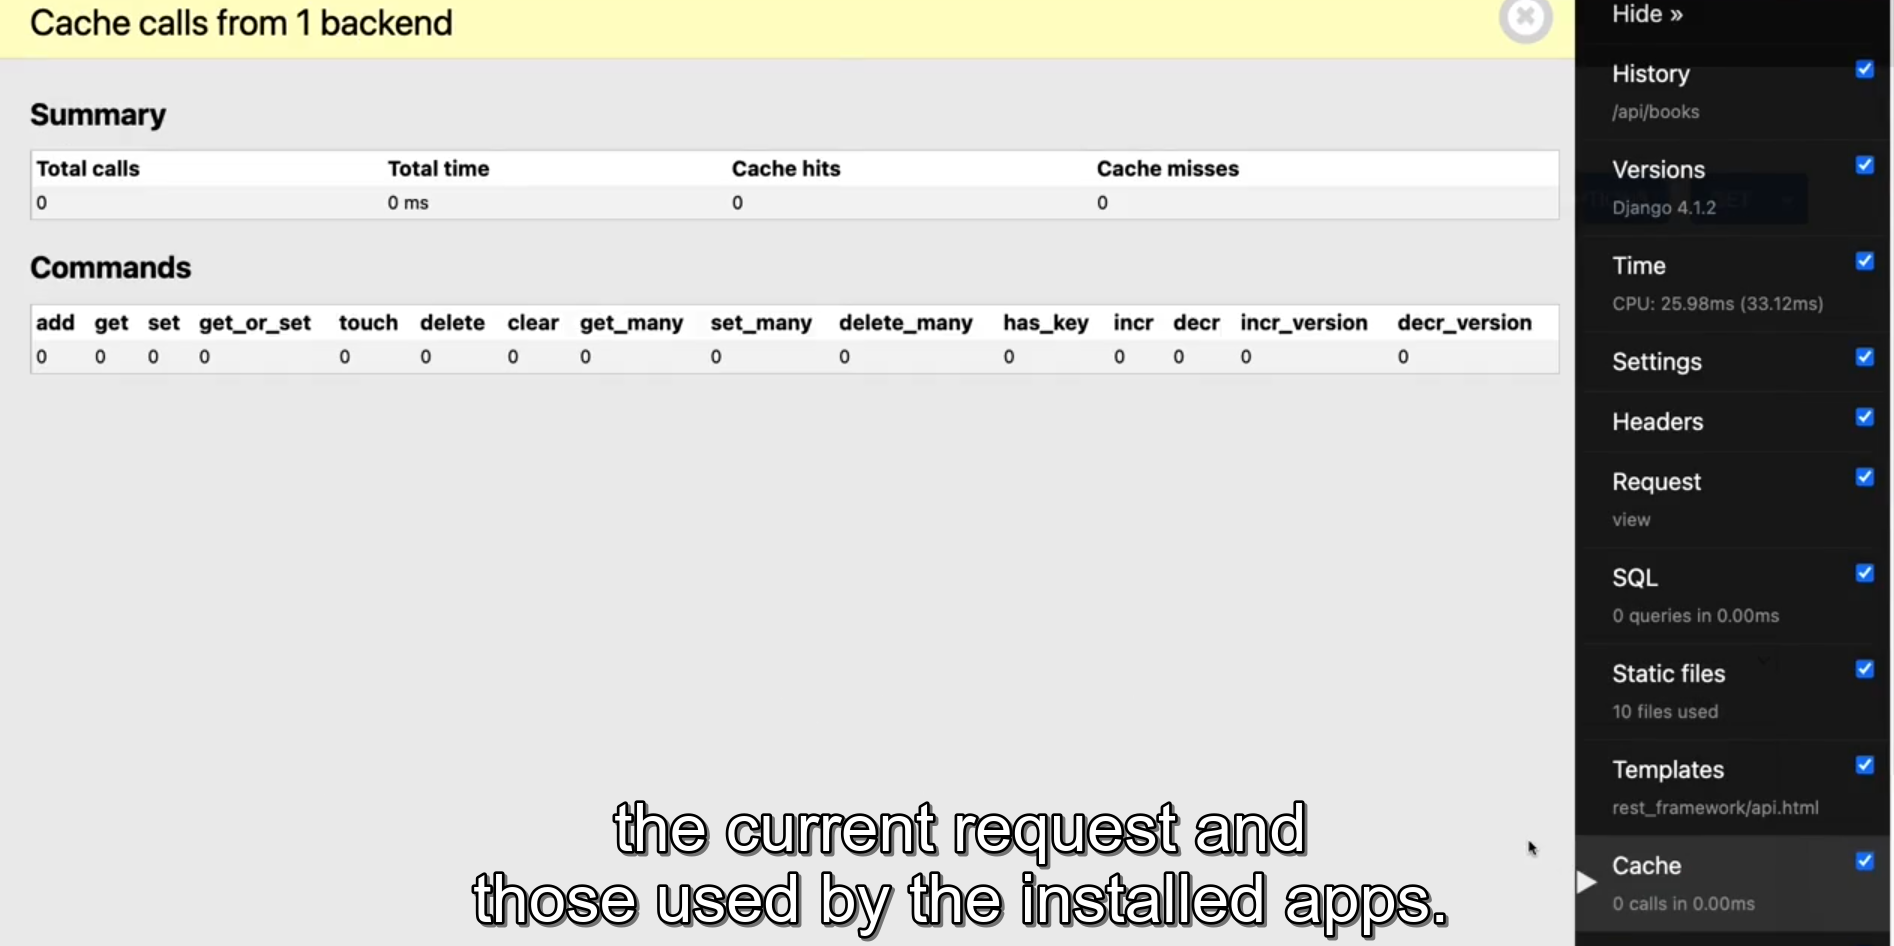 Cache calls from 1 backend
Summary
Total calls Total time Cache hits Cache misses
0 0 ms 0 0
Commands
add get set get_or_set touch delete clear get_many set_many delete_many has_key incr decr incr_version decr_version
0 0 0 0 0 0 0 0 0 0 0 0 0 0 0
the current request and
those used by the installed apps.
Hide »
History
/api/books
Versions
Django 4.1.2
Time
CPU: 25.98ms (33.12ms)
Settings
Headers
Request
view
SQL
0 queries in 0.00ms
Static files
10 files used
Templates
rest_framework/api.html
Cache
0 calls in 0.00ms